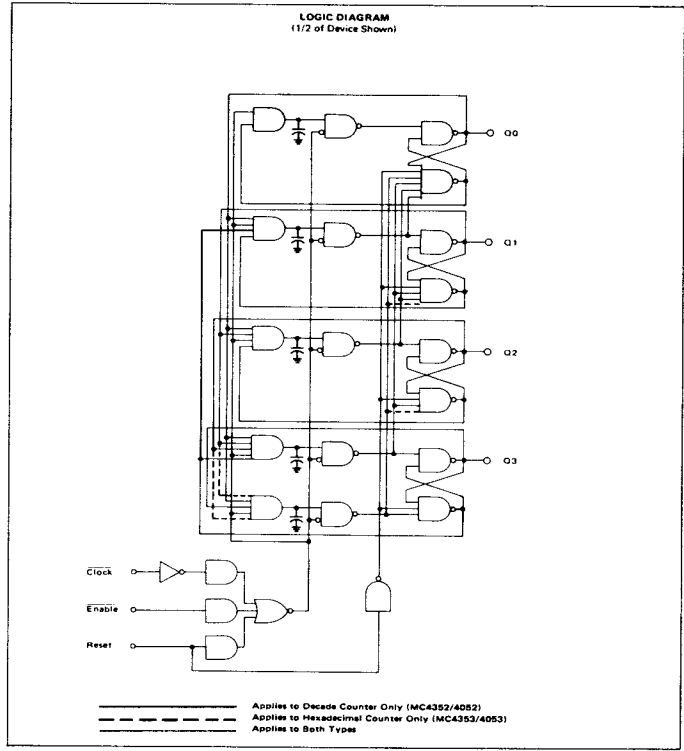 LOGIC DIAGRAM
(1/2 of Device Shown)
Q0
Q1
Q2
Q3
Clock
Enable
Reset
Applies to Decade Counter Only (MC4352/4052)
Applies to Hexadecimal Counter Only (MC4353/4053)
Applies to Both Types